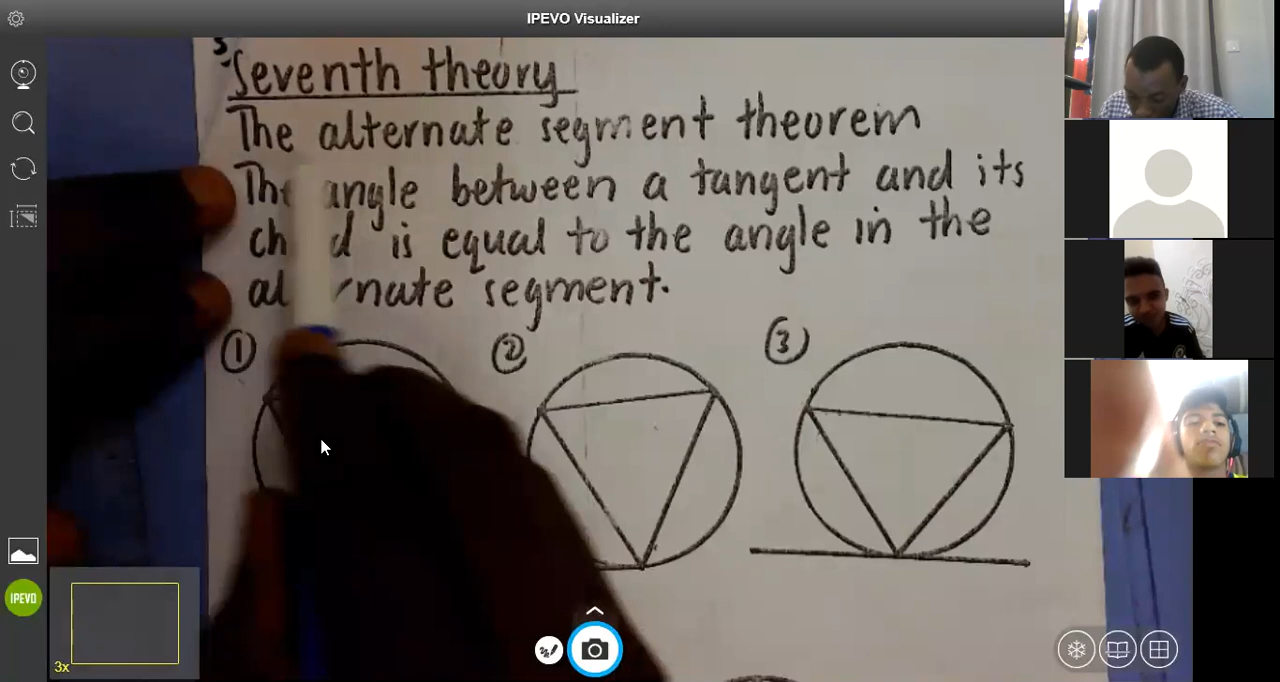 IPEVO Visualizer
Seventh theory
The alternate segment theorem
The angle between a tangent and its
is equal to the angle in the
segment.
① ② ③
IPEVO
3x